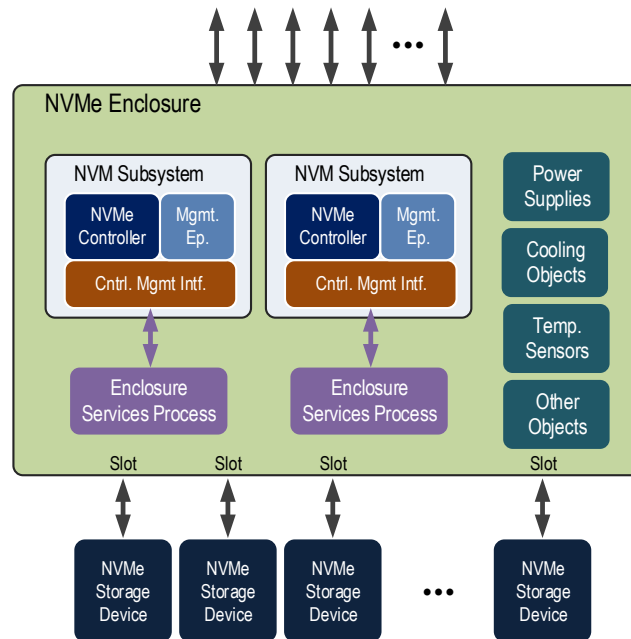 NVMe Enclosure
NVM Subsystem
NVMe
Controller
Mgmt.
Ep.
Cntrl. Mgmt Intf.
Enclosure
Services Process
NVM Subsystem
NVMe
Controller
Mgmt.
Ep.
Cntrl. Mgmt Intf.
Enclosure
Services Process
Power
Supplies
Cooling
Objects
Temp.
Sensors
Other
Objects
Slot
Slot
Slot
Slot
NVMe
Storage
Device
NVMe
Storage
Device
NVMe
Storage
Device
NVMe
Storage
Device